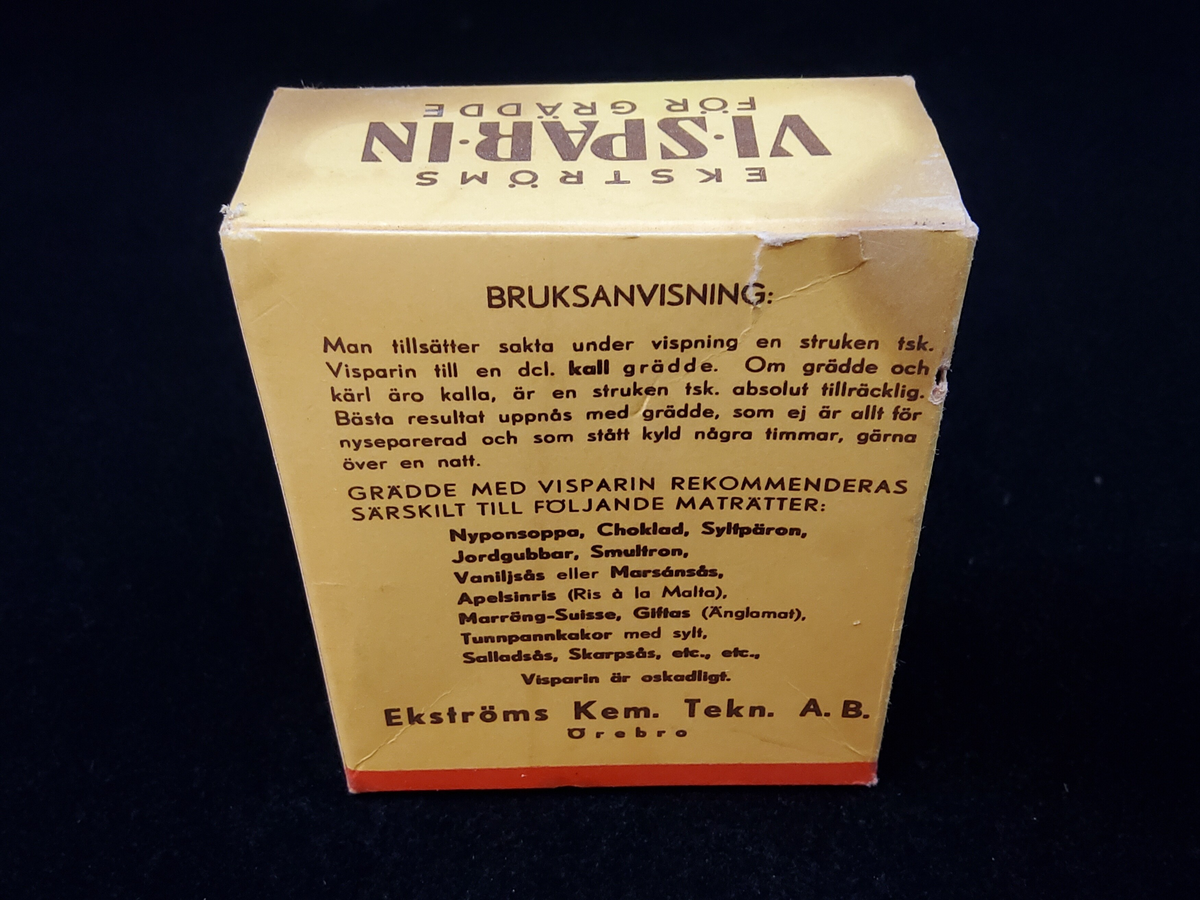 EKSTRÖMS
VI·SPAR·IN
FÖR GRÄDDE
BRUKSANVISNING:
Man tillsätter sakta under vispning en struken tsk.
Visparin till en dcl. kall grädde. Om grädde och
kärl äro kalla, är en struken tsk. absolut tillräcklig.
Bästa resultat uppnås med grädde, som ej är allt för
nyseparerad och som stått kyld några timmar, gärna
över en natt.
GRÄDDE MED VISPARIN REKOMMENDERAS
SÄRSKILT TILL FÖLJANDE MATRÄTTER:
Nyponsoppa, Choklad, Syltpäron,
Jordgubbar, Smultron,
Vaniljsås eller Marsánsås,
Apelsinris (Ris à la Malta),
Marräng-Suisse, Gifttas (Änglamat),
Tunnpannkakor med sylt,
Salladsås, Skarpsås, etc., etc.,
Visparin är oskadligt.
Ekströms Kem. Tekn. A. B.
Örebro